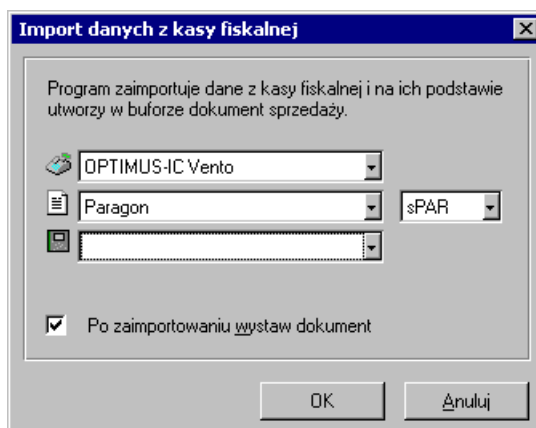 Import danych z kasy fiskalnej
Program zaimportuje dane z kasy fiskalnej i na ich podstawie
utworzy w buforze dokument sprzedaży.
OPTIMUS-IC Vento
Paragon sPAR
Po zaimportowaniu wystaw dokument
OK Anuluj